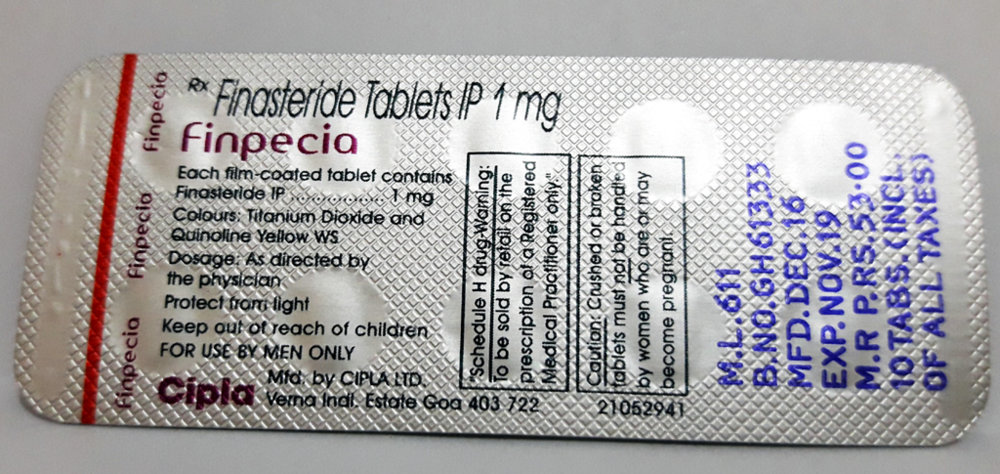 Finpecia
Finpecia
Finpecia
Rx Finasteride Tablets IP 1 mg
Finpecia
Each film-coated tablet contains
Finasteride IP ............... 1 mg
Colours: Titanium Dioxide and
Quinoline Yellow WS
Dosage: As directed by
the physician
Protect from light
Keep out of reach of children
FOR USE BY MEN ONLY
Cipla
Mfd. by CIPLA LTD.
Verna Indl. Estate Goa 403 722
"Schedule H drug-Warning:
To be sold by retail on the
prescription of a Registered
Medical Practitioner only."
Caution: Crushed or broken
tablets must not be handled
by women who are or may
become pregnant.
21052941
M.L.611
B.NO.GH61333
MFD.DEC.16
EXP.NOV.19
M.R P.RS.53.00
10TABS.(INCL.
OF ALL TAXES)